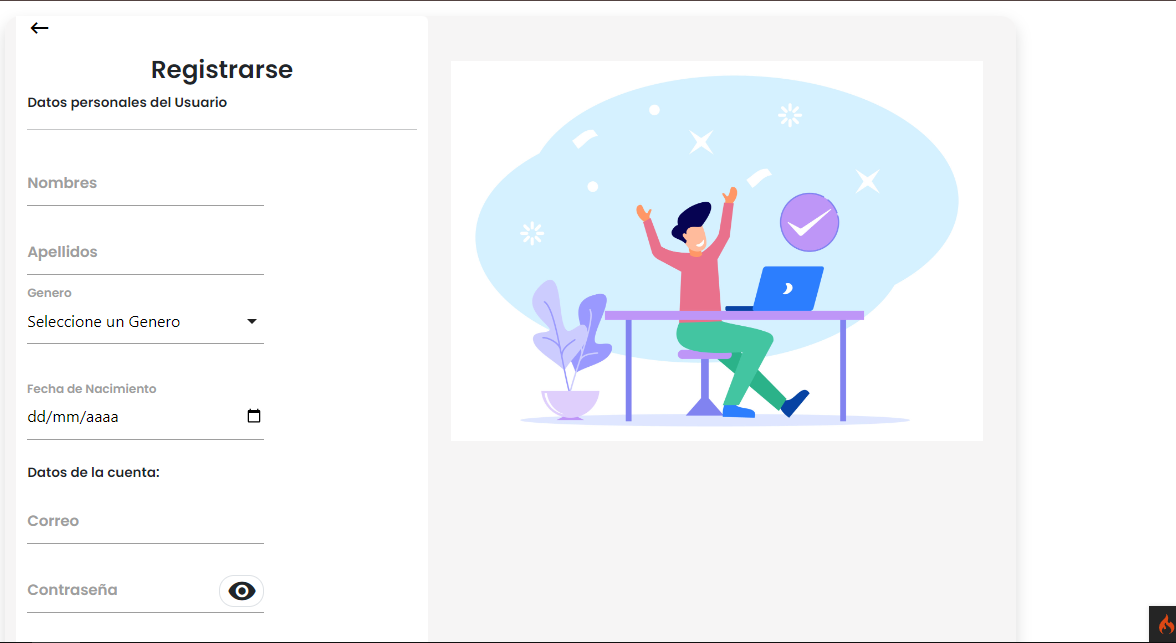 Registrarse
Datos personales del Usuario
Nombres
Apellidos
Genero
Seleccione un Genero
Fecha de Nacimiento
dd/mm/aaaa
Datos de la cuenta:
Correo
Contraseña